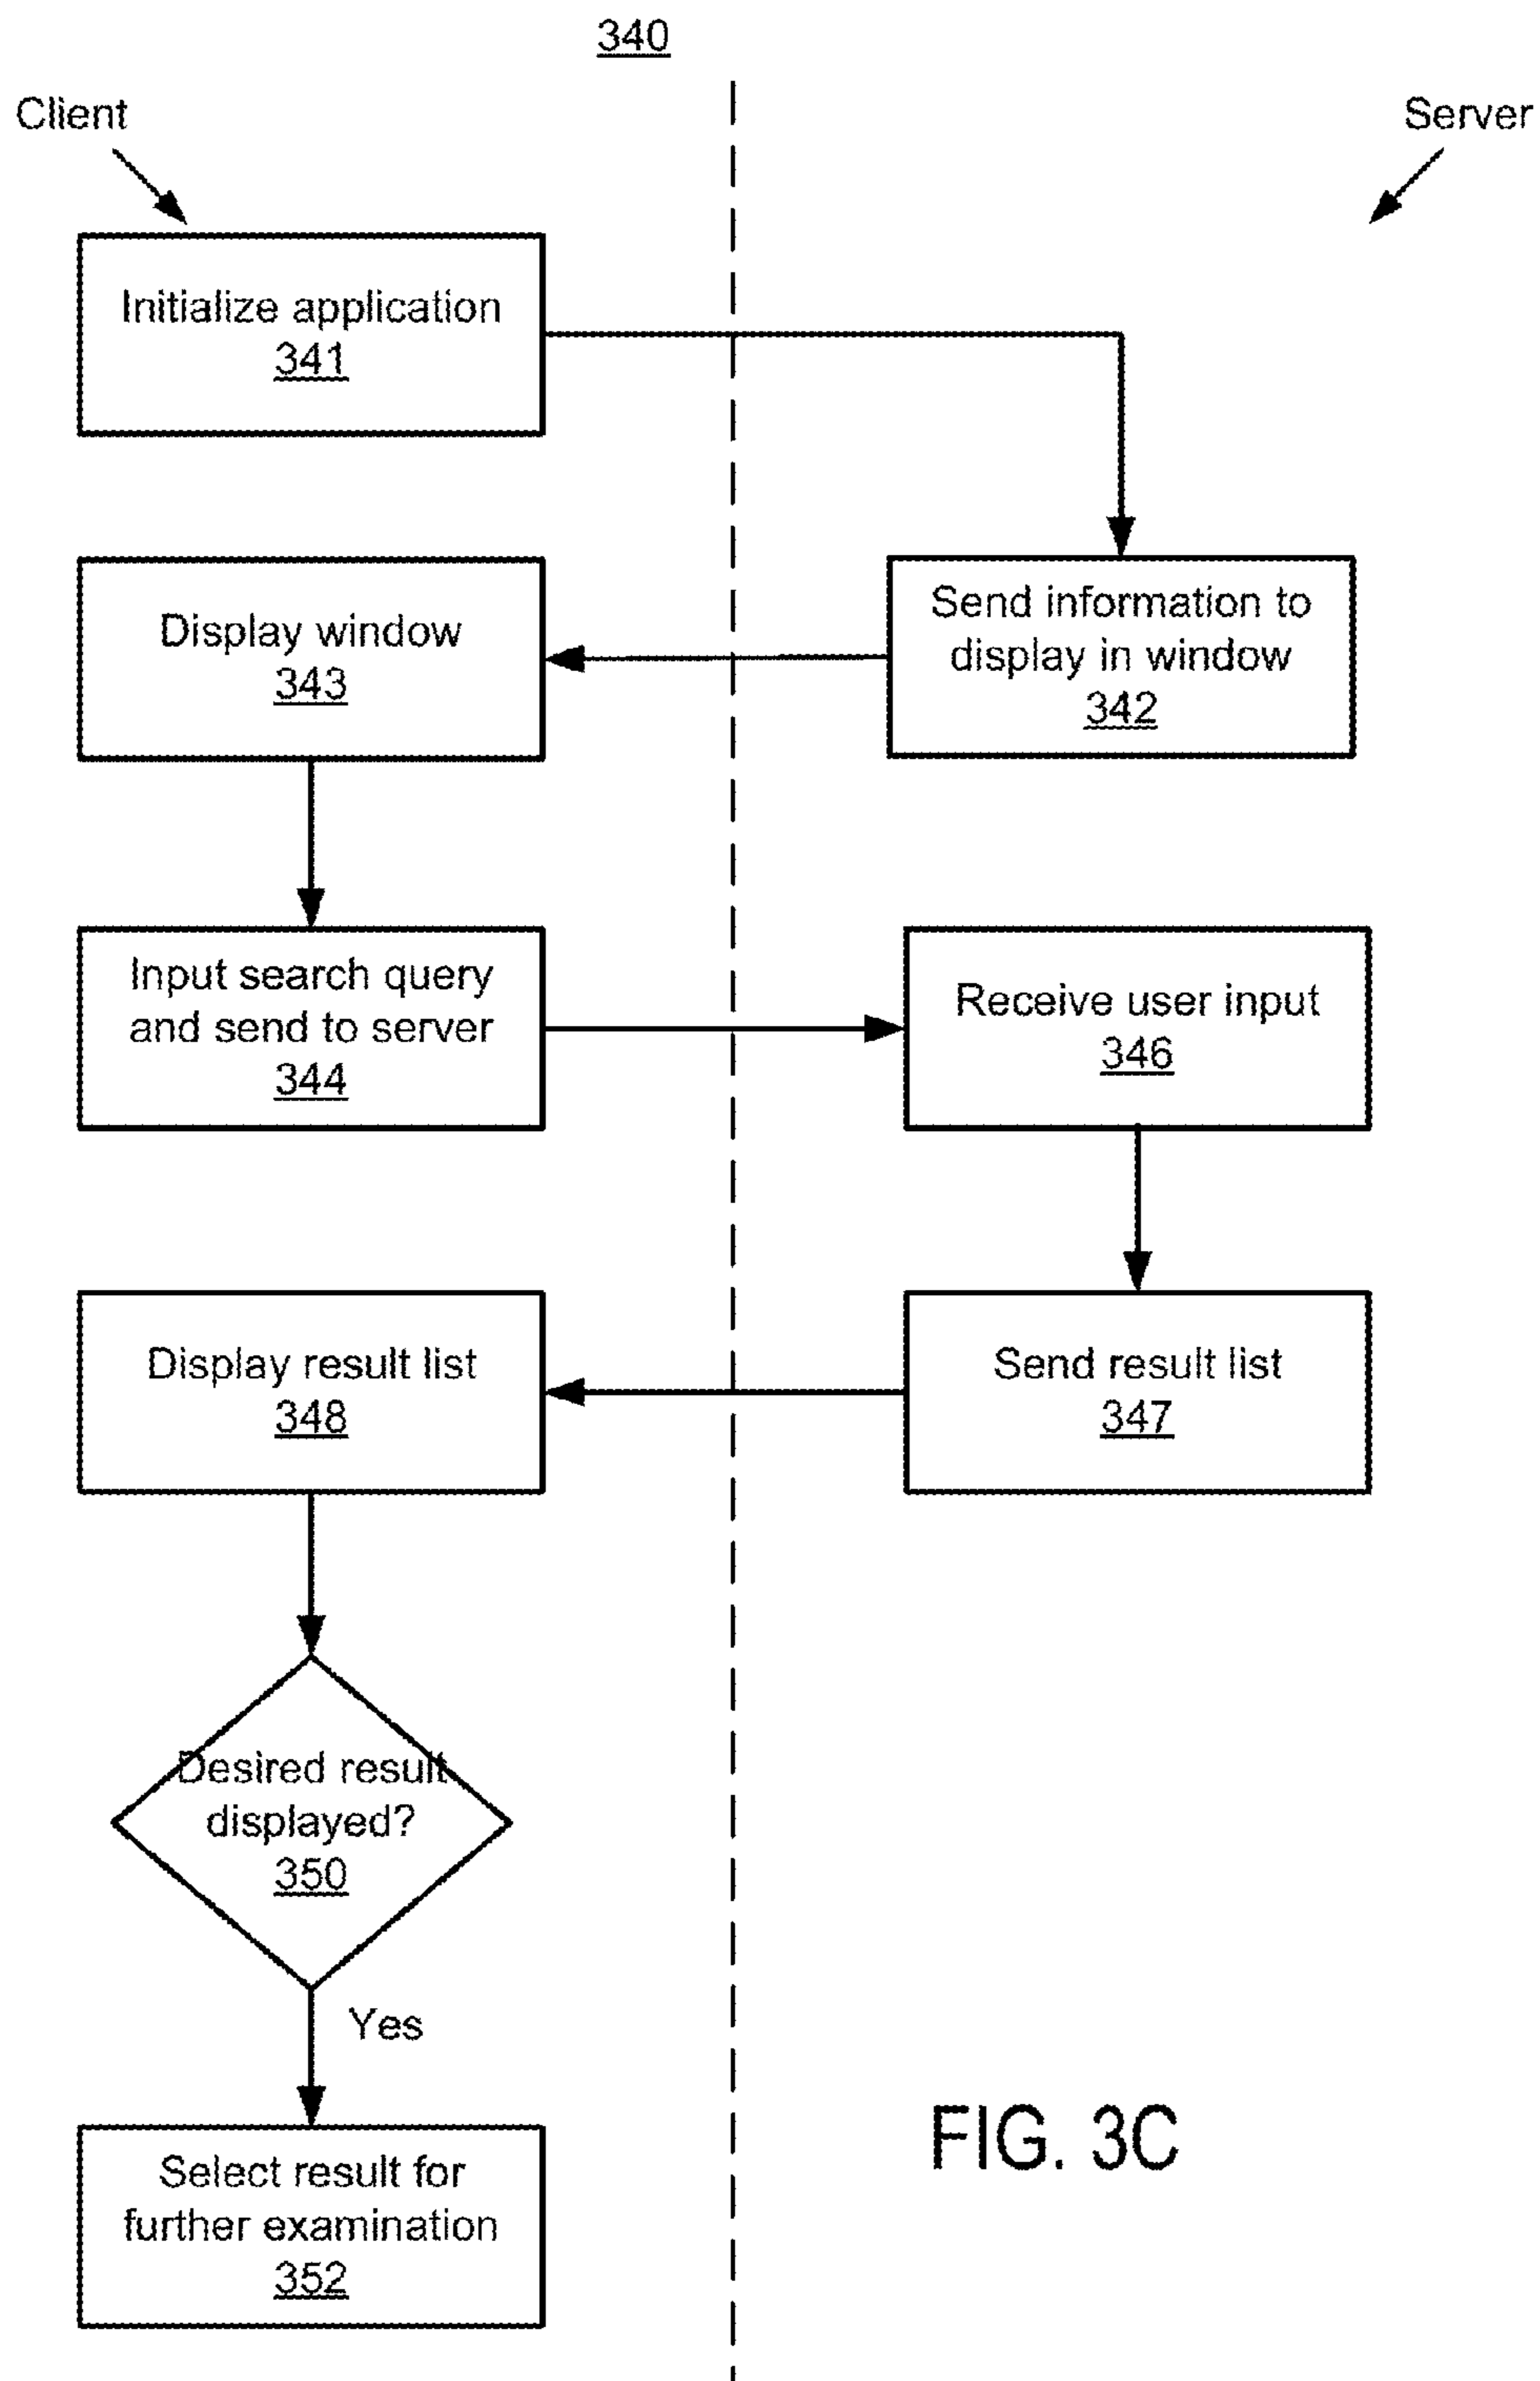 340
Client
Server
Initialize application
341
Send information to
display in window
342
Display window
343
Input search query
and send to server
344
Receive user input
346
Send result list
347
Display result list
348
Desired result
displayed?
350
Yes
Select result for
further examination
352
FIG. 3C